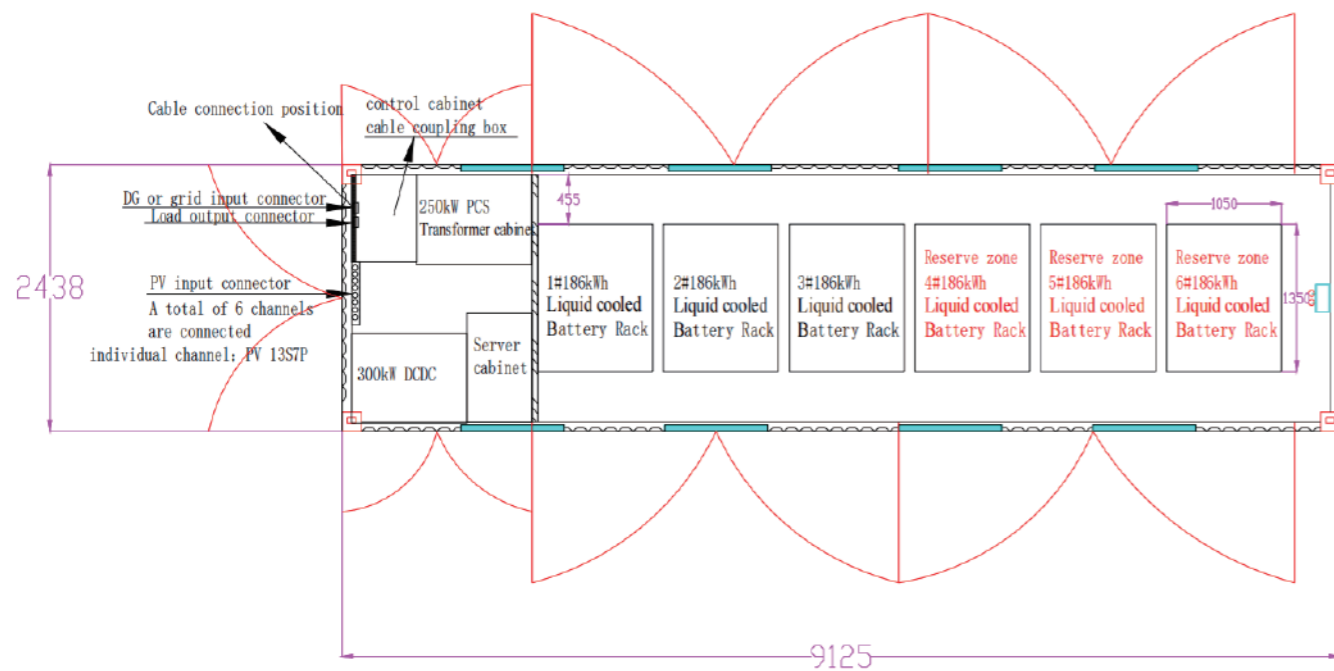 Cable connection position
control cabinet
cable coupling box
DG or grid input connector
Load output connector
250kW PCS
Transformer cabine
455
1050
2438
PV input connector
A total of 6 channels
are connected
individual channel: PV 13S7P
1#186kWh
Liquid cooled
Battery Rack
2#186kWh
Liquid cooled
Battery Rack
3#186kWh
Liquid cooled
Battery Rack
Reserve zone
4#186kWh
Liquid cooled
Battery Rack
Reserve zone
5#186kWh
Liquid cooled
Battery Rack
Reserve zone
6#186kWh
Liquid cooled
Battery Rack
1350
300kW DCDC
Server
cabinet
9125